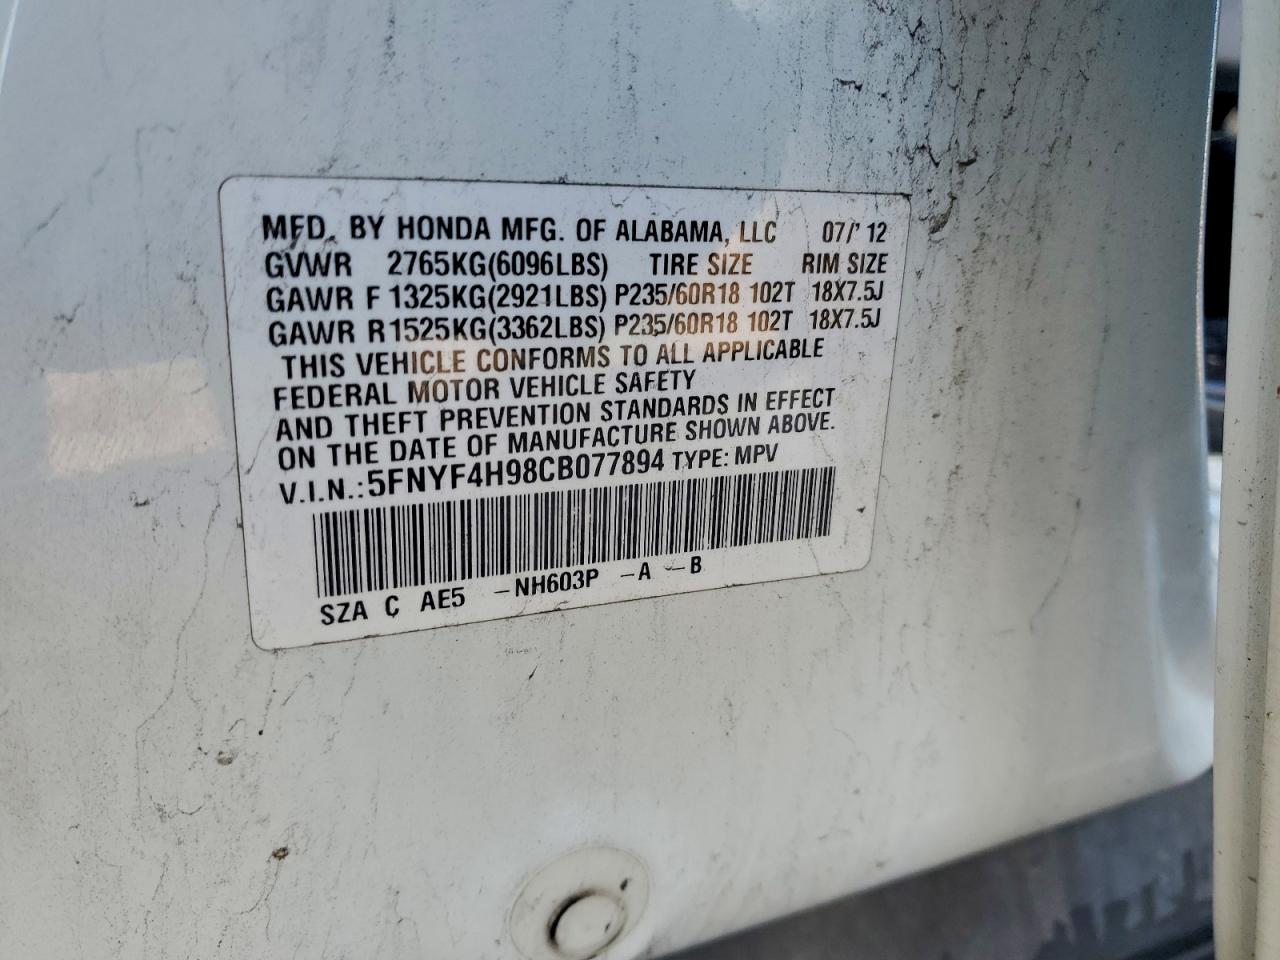 MFD. BY HONDA MFG. OF ALABAMA, LLC 07/'12
GVWR 2765KG(6096LBS) TIRE SIZE RIM SIZE
GAWR F 1325KG(2921LBS) P235/60R18 102T 18X7.5J
GAWR R 1525KG(3362LBS) P235/60R18 102T 18X7.5J
THIS VEHICLE CONFORMS TO ALL APPLICABLE
FEDERAL MOTOR VEHICLE SAFETY
AND THEFT PREVENTION STANDARDS IN EFFECT
ON THE DATE OF MANUFACTURE SHOWN ABOVE.
V.I.N.: 5FNYF4H98CB077894 TYPE: MPV
SZA C AE5 -NH603P -A -B